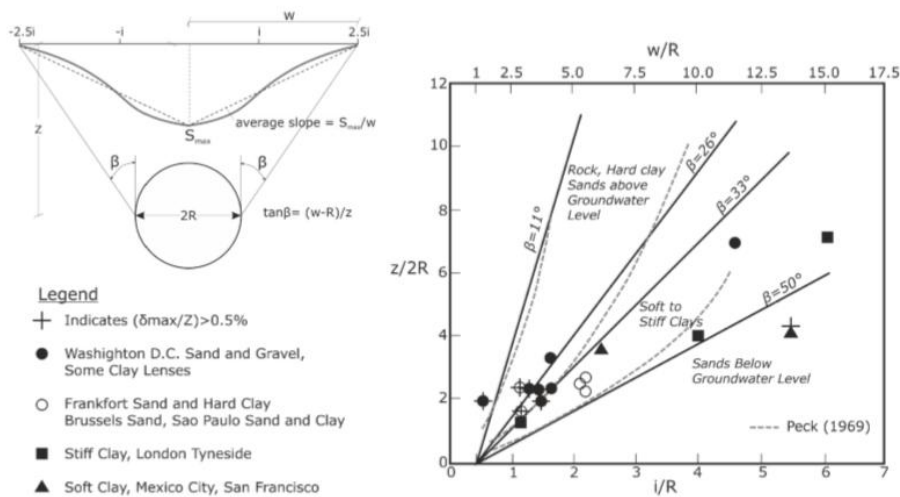 w
-2.5i
-i
i
2.5i
z
S max
average slope = Smax/w
β
β
2R
tanβ= (w-R)/z
Legend
Indicates (δmax/Z)>0.5%
Washighton D.C. Sand and Gravel,
Some Clay Lenses
Frankfort Sand and Hard Clay
Brussels Sand, Sao Paulo Sand and Clay
Stiff Clay, London Tyneside
Soft Clay, Mexico City, San Francisco
w/R
1 2.5 5.0 7.5 10.0 12.5 15.0 17.5
12
10
8
6
4
2
0
z/2R
Rock, Hard clay
Sands above
Groundwater
Level
β=11°
β=26°
β=33°
β=50°
Soft to
Stiff Clays
Sands Below
Groundwater Level
Peck (1969)
0 1 2 3 4 5 6 7
i/R